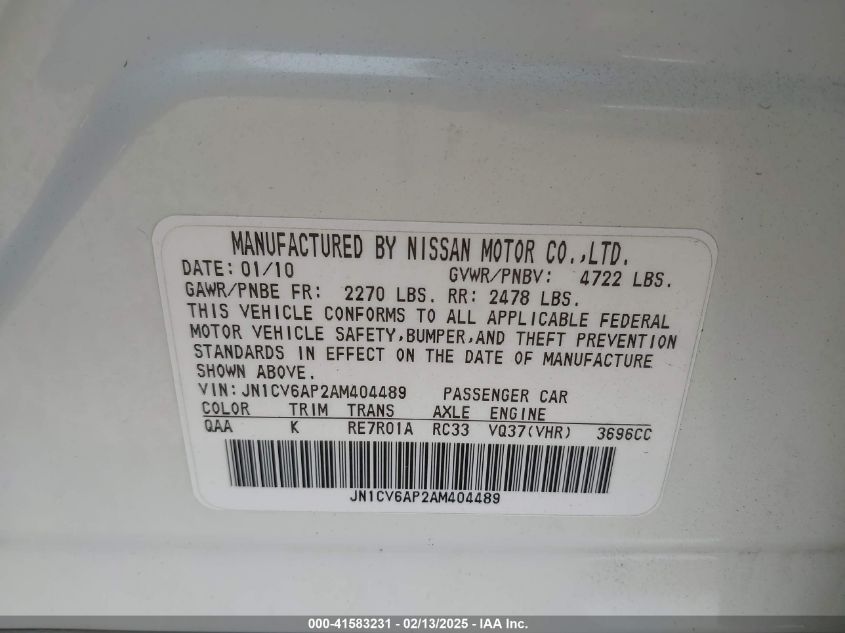 MANUFACTURED BY NISSAN MOTOR CO.,LTD.
DATE: 01/10 GVWR/PNBV: 4722 LBS.
GAWR/PNBE FR: 2270 LBS. RR: 2478 LBS.
THIS VEHICLE CONFORMS TO ALL APPLICABLE FEDERAL
MOTOR VEHICLE SAFETY,BUMPER,AND THEFT PREVENTION
STANDARDS IN EFFECT ON THE DATE OF MANUFACTURE
SHOWN ABOVE.
VIN:JN1CV6AP2AM404489 PASSENGER CAR
COLOR TRIM TRANS AXLE ENGINE
QAA K RE7R01A RC33 VQ37(VHR) 3696CC
JN1CV6AP2AM404489
000-41583231 - 02/13/2025 - IAA Inc.